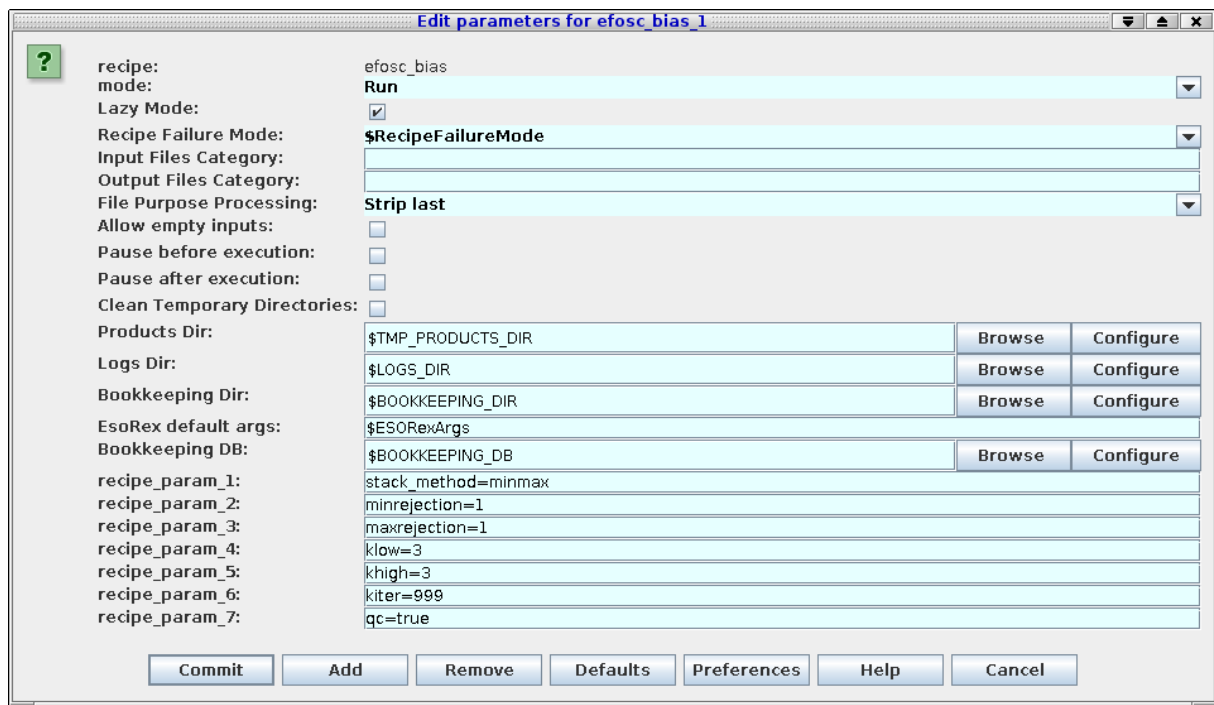 Edit parameters for efosc_bias_1
?
recipe: efosc_bias
mode: Run
Lazy Mode:
Recipe Failure Mode: $RecipeFailureMode
Input Files Category:
Output Files Category:
File Purpose Processing: Strip last
Allow empty inputs:
Pause before execution:
Pause after execution:
Clean Temporary Directories:
Products Dir: $TMP_PRODUCTS_DIR Browse Configure
Logs Dir: $LOGS_DIR Browse Configure
Bookkeeping Dir: $BOOKKEEPING_DIR Browse Configure
EsoRex default args: $ESORexArgs
Bookkeeping DB: $BOOKKEEPING_DB Browse Configure
recipe_param_1: stack_method=minmax
recipe_param_2: minrejection=1
recipe_param_3: maxrejection=1
recipe_param_4: klow=3
recipe_param_5: khigh=3
recipe_param_6: kiter=999
recipe_param_7: qc=true
Commit Add Remove Defaults Preferences Help Cancel